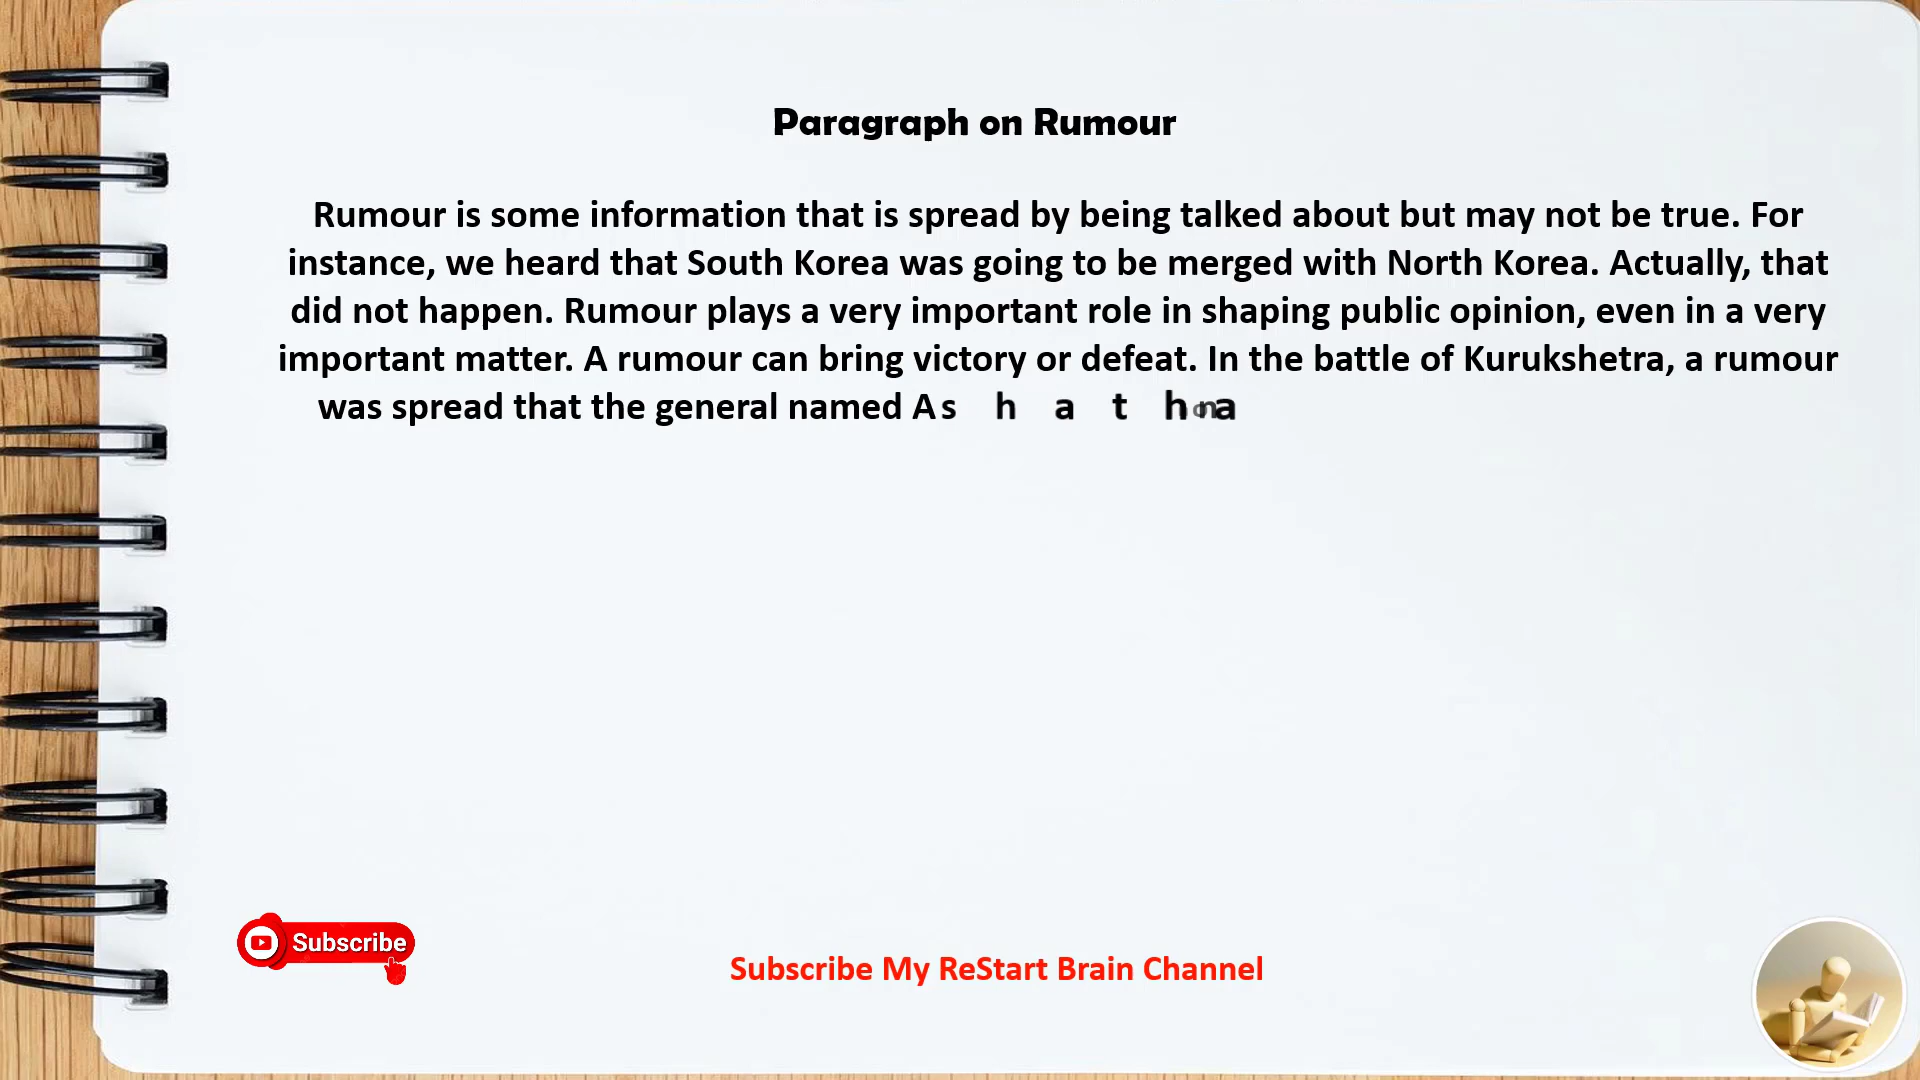 Paragraph on Rumour
Rumour is some information that is spread by being talked about but may not be true. For
instance, we heard that South Korea was going to be merged with North Korea. Actually, that
did not happen. Rumour plays a very important role in shaping public opinion, even in a very
important matter. A rumour can bring victory or defeat. In the battle of Kurukshetra, a rumour
was spread that the general named
Subscribe
Subscribe My ReStart Brain Channel